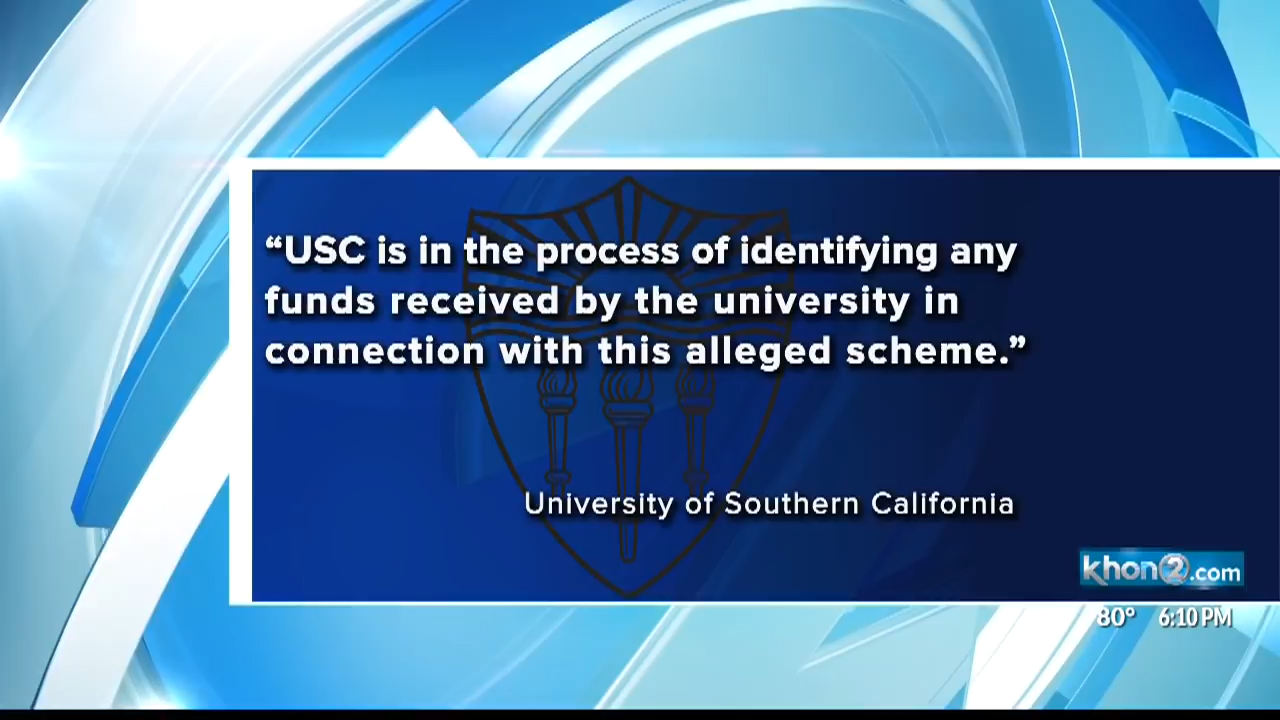 “USC is in the process of identifying any
funds received by the university in
connection with this alleged scheme.”
University of Southern California
khon2.com
80° 6:10 PM